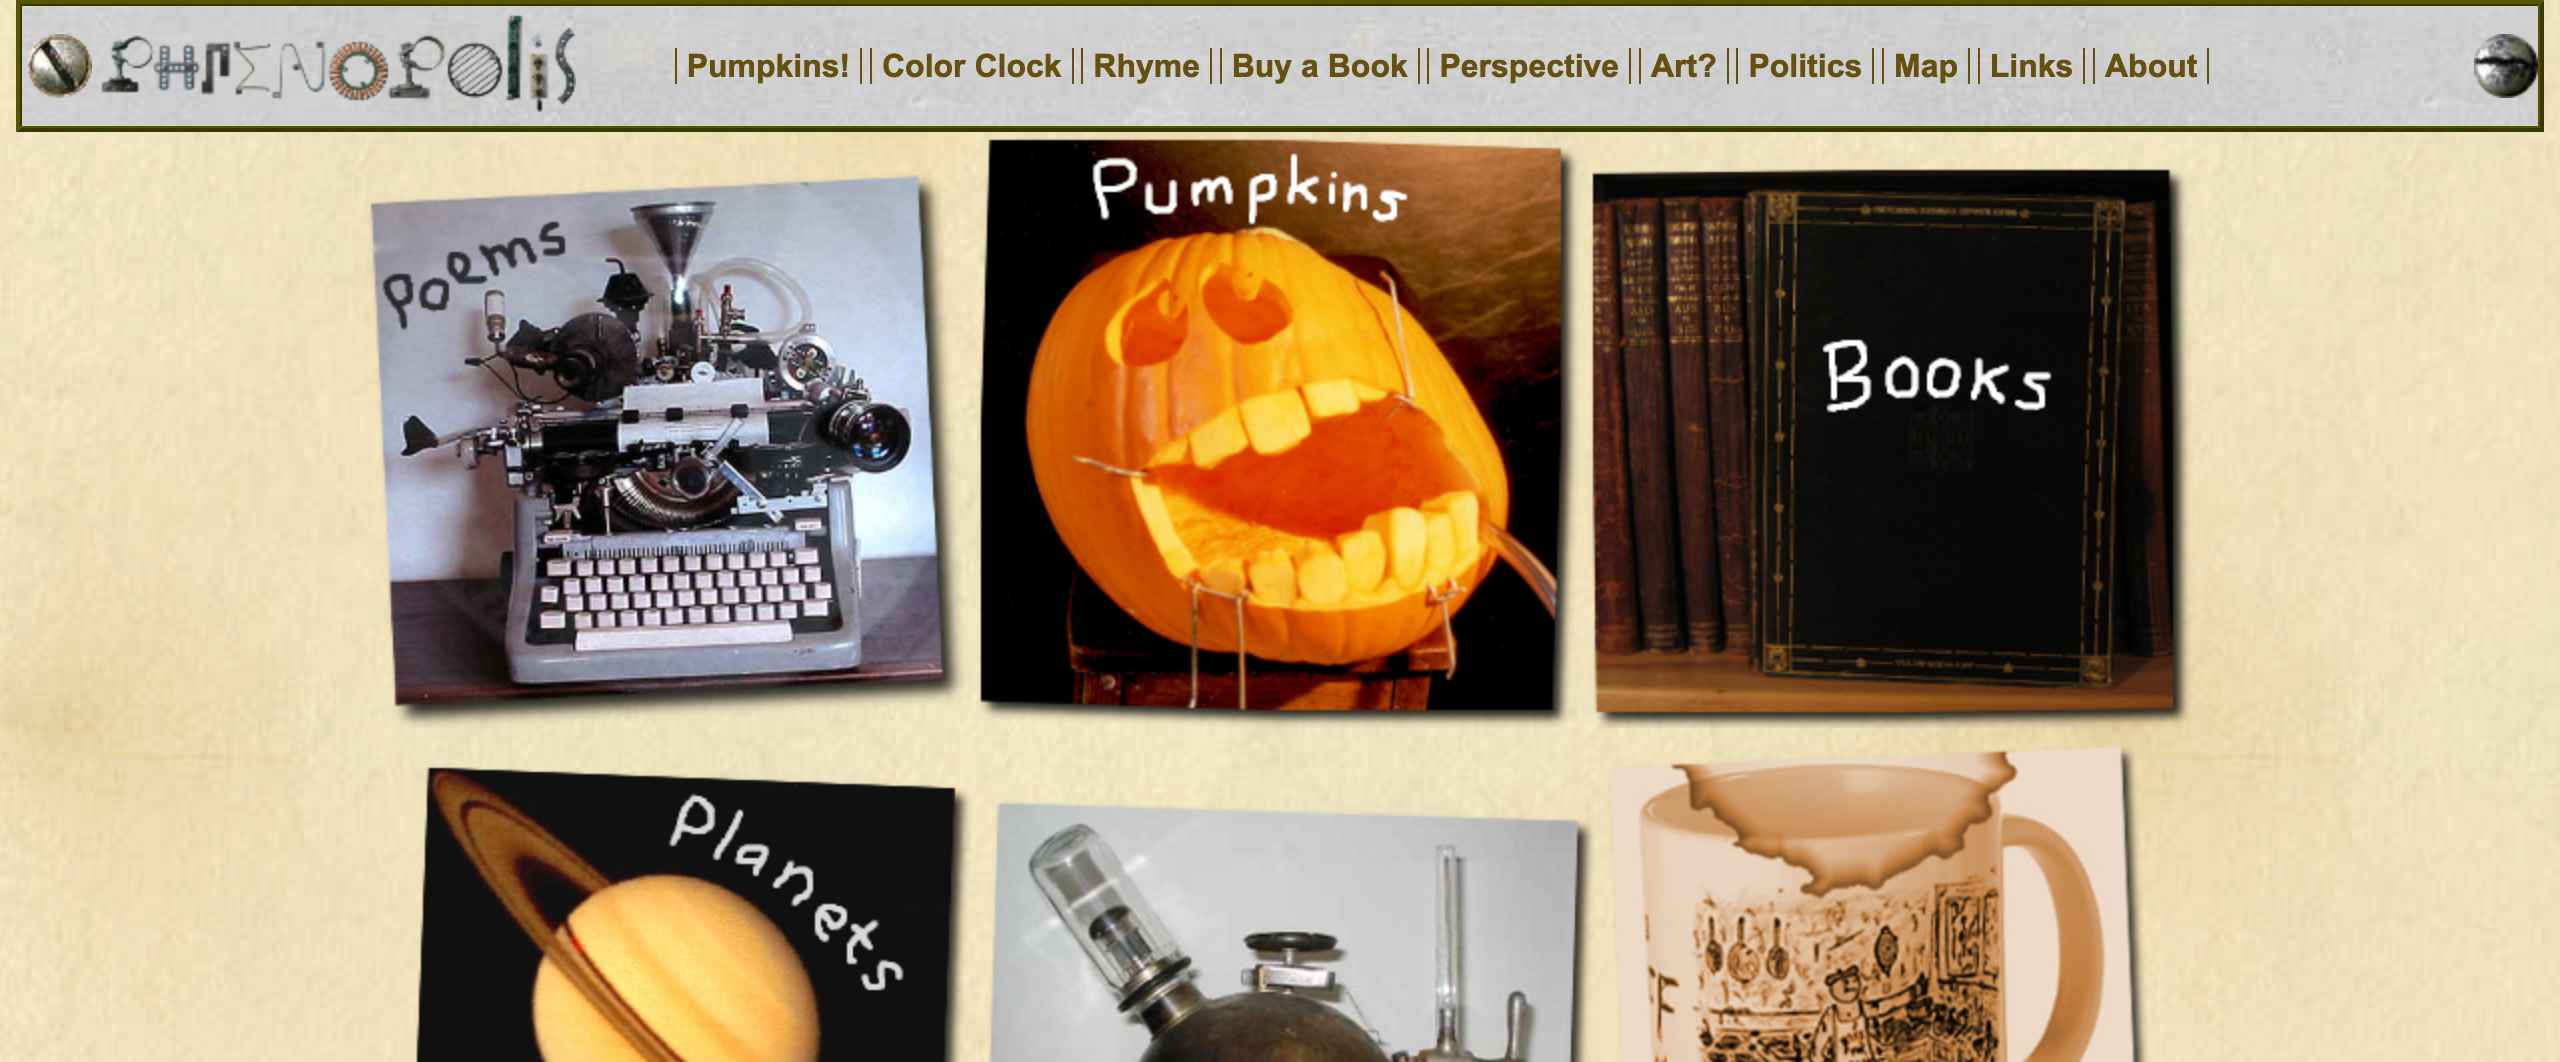 PHRENOPOLIS
Pumpkins! Color Clock Rhyme Buy a Book Perspective Art? Politics Map Links About
Poems
Pumpkins
Books
Planets